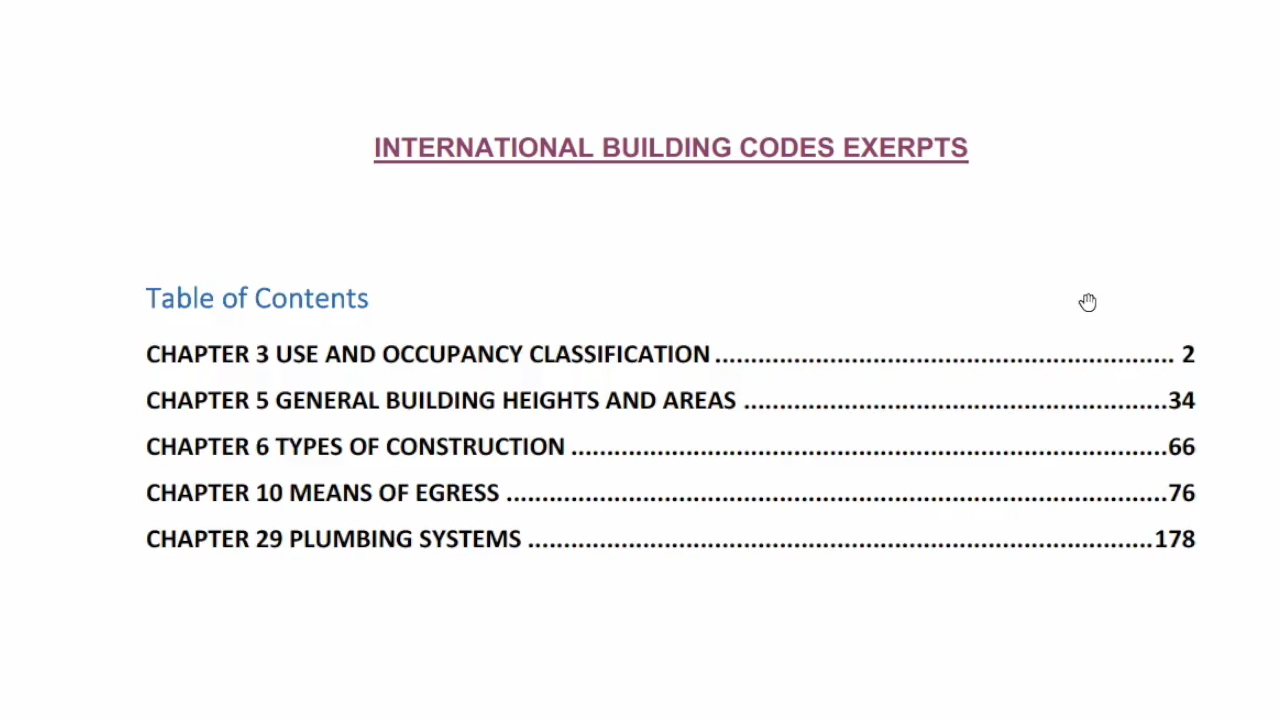 INTERNATIONAL BUILDING CODES EXERPTS
Table of Contents
CHAPTER 3 USE AND OCCUPANCY CLASSIFICATION ................................................................ 2
CHAPTER 5 GENERAL BUILDING HEIGHTS AND AREAS ...........................................................34
CHAPTER 6 TYPES OF CONSTRUCTION ...................................................................................66
CHAPTER 10 MEANS OF EGRESS ............................................................................................76
CHAPTER 29 PLUMBING SYSTEMS .......................................................................................178